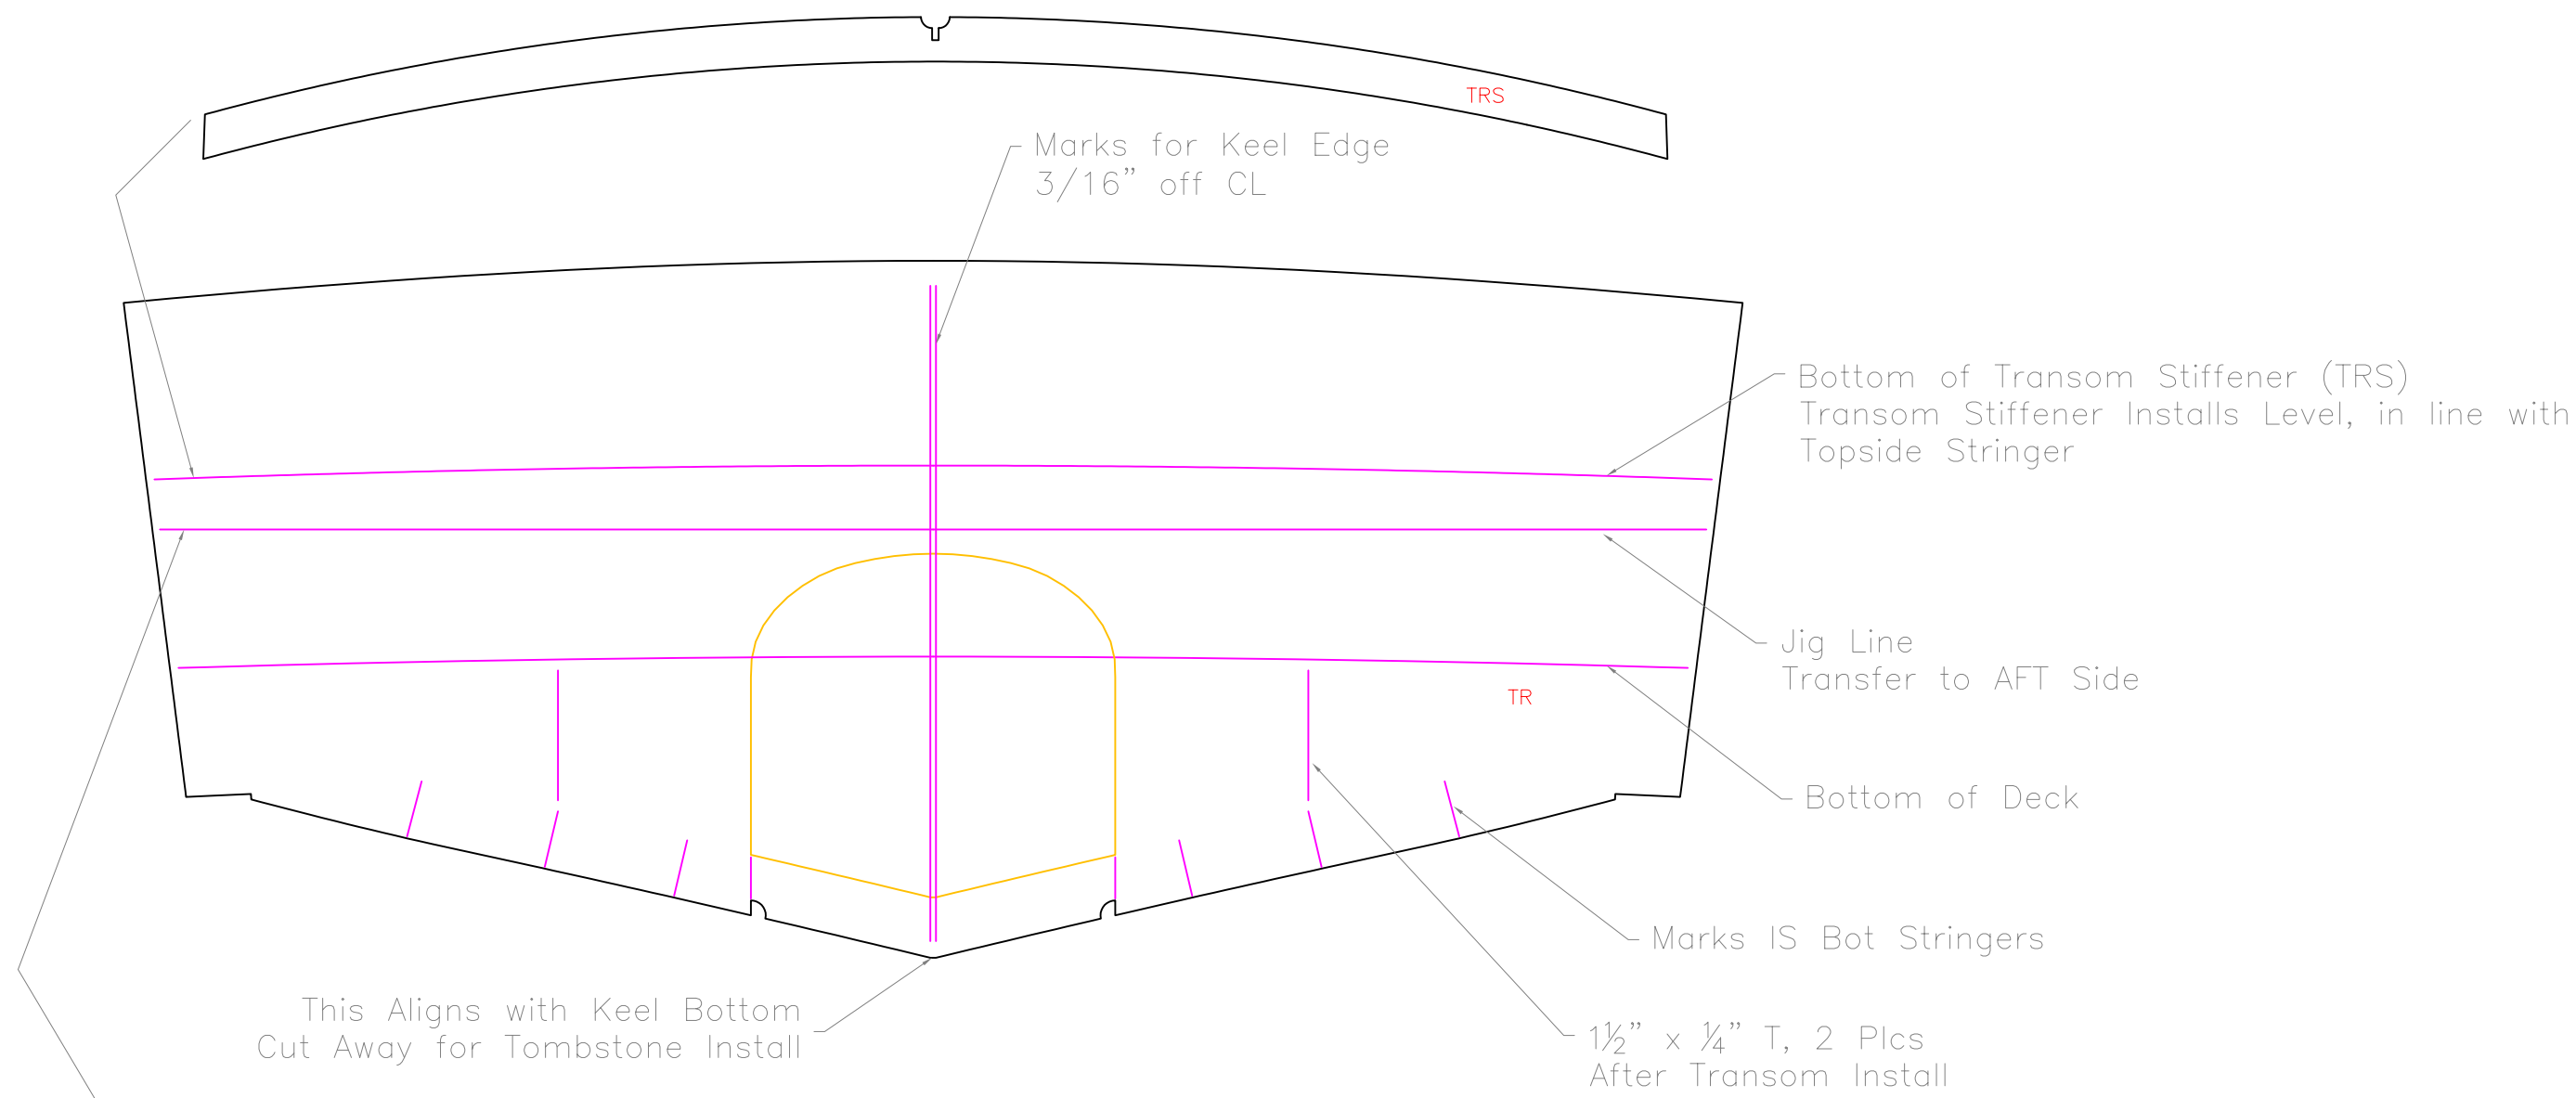 TRS
Marks for Keel Edge
3/16" off CL
Bottom of Transom Stiffener (TRS)
Transom Stiffener Installs Level, in line with
Topside Stringer
Jig Line
Transfer to AFT Side
TR
Bottom of Deck
Marks IS Bot Stringers
This Aligns with Keel Bottom
Cut Away for Tombstone Install
1½" x ¼" T, 2 Plcs
After Transom Install